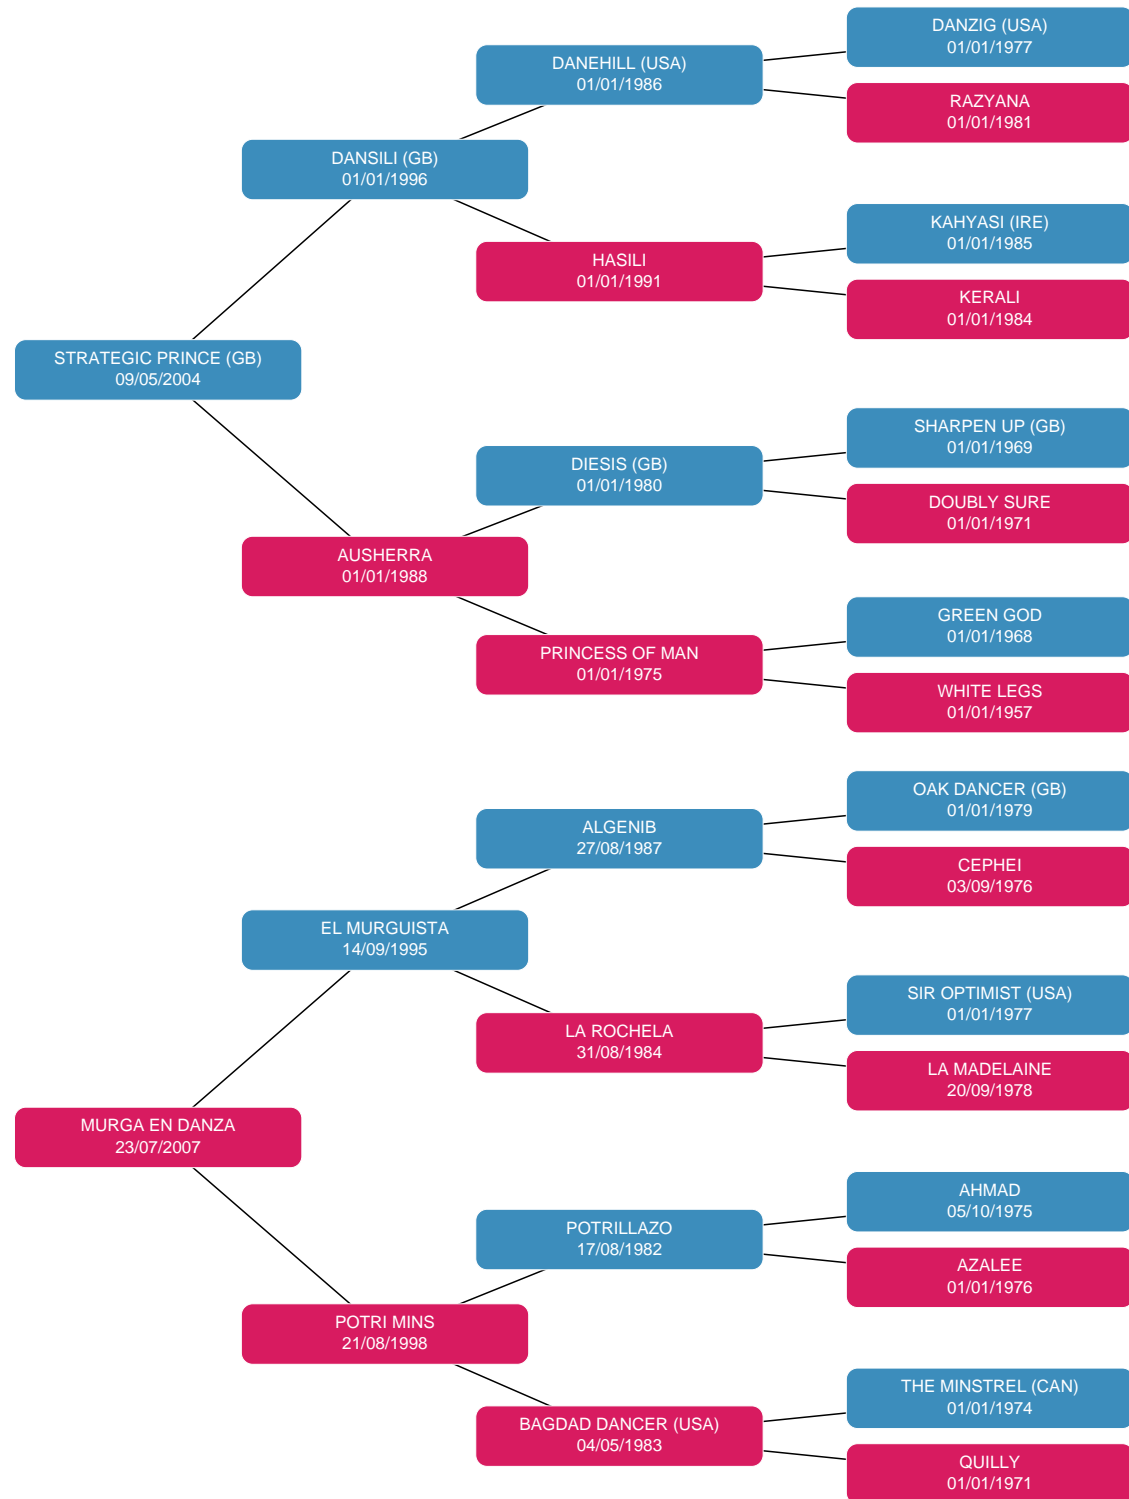 DANZIG (USA)
01/01/1977
DANEHILL (USA)
01/01/1986
RAZYANA
01/01/1981
DANSILI (GB)
01/01/1996
KAHYASI (IRE)
01/01/1985
HASILI
01/01/1991
KERALI
01/01/1984
STRATEGIC PRINCE (GB)
09/05/2004
SHARPEN UP (GB)
01/01/1969
DIESIS (GB)
01/01/1980
DOUBLY SURE
01/01/1971
AUSHERRA
01/01/1988
GREEN GOD
01/01/1968
PRINCESS OF MAN
01/01/1975
WHITE LEGS
01/01/1957
OAK DANCER (GB)
01/01/1979
ALGENIB
27/08/1987
CEPHEI
03/09/1976
EL MURGUISTA
14/09/1995
SIR OPTIMIST (USA)
01/01/1977
LA ROCHELA
31/08/1984
LA MADELAINE
20/09/1978
MURGA EN DANZA
23/07/2007
AHMAD
05/10/1975
POTRILLAZO
17/08/1982
AZALEE
01/01/1976
POTRI MINS
21/08/1998
THE MINSTREL (CAN)
01/01/1974
BAGDAD DANCER (USA)
04/05/1983
QUILLY
01/01/1971